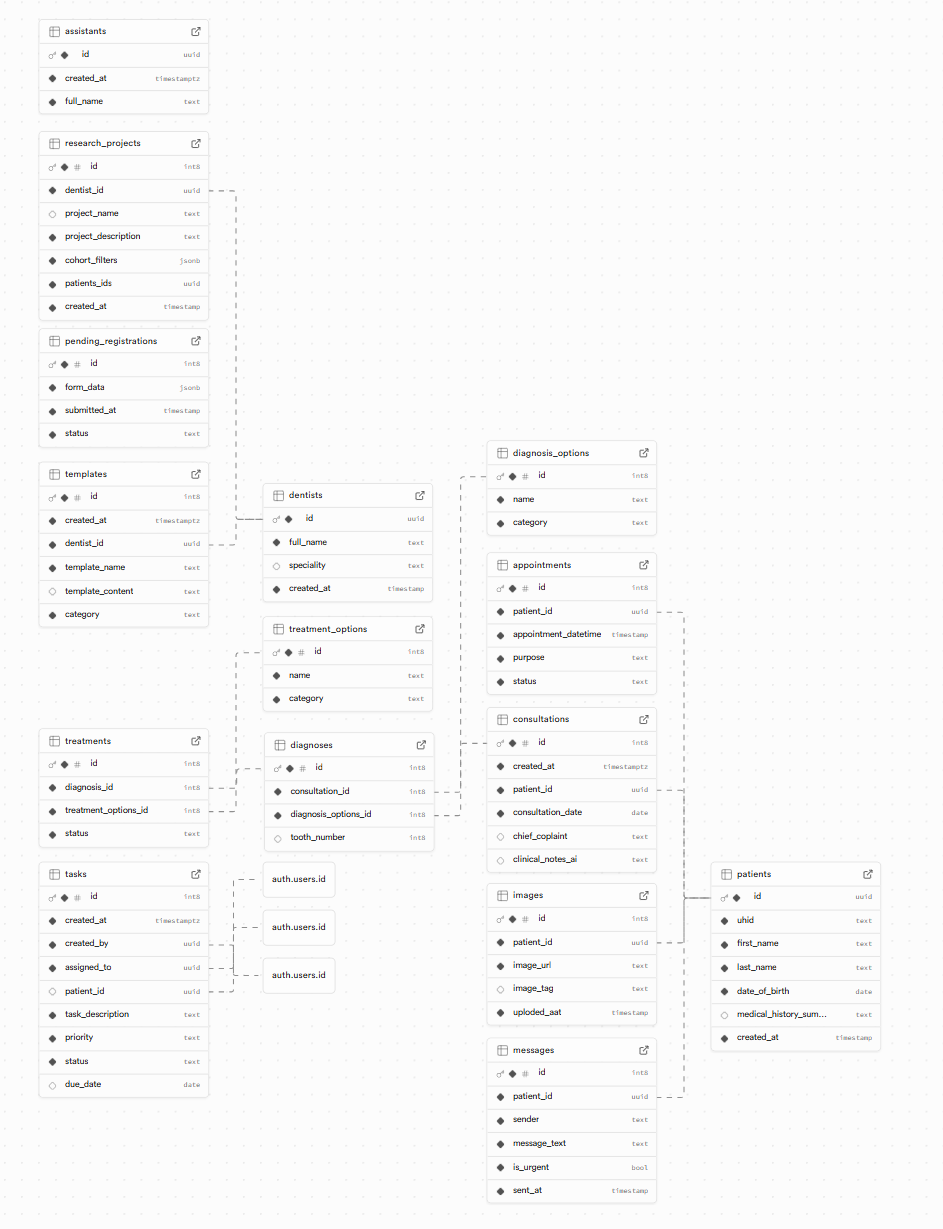 assistants
id uuid
created_at timestamptz
full_name text
research_projects
# id int8
dentist_id uuid
project_name text
project_description text
cohort_filters jsonb
patients_ids uuid
created_at timestamp
pending_registrations
# id int8
form_data jsonb
submitted_at timestamp
status text
templates
# id int8
created_at timestamptz
dentist_id uuid
template_name text
template_content text
category text
treatments
# id int8
diagnosis_id int8
treatment_options_id int8
status text
tasks
# id int8
created_at timestamptz
created_by uuid
assigned_to uuid
patient_id uuid
task_description text
priority text
status text
due_date date
dentists
id uuid
full_name text
speciality text
created_at timestamp
treatment_options
# id int8
name text
category text
diagnoses
# id int8
consultation_id int8
diagnosis_options_id int8
tooth_number int8
auth.users.id
auth.users.id
auth.users.id
diagnosis_options
# id int8
name text
category text
appointments
# id int8
patient_id uuid
appointment_datetime timestamp
purpose text
status text
consultations
# id int8
created_at timestamptz
patient_id uuid
consultation_date date
chief_coplaint text
clinical_notes_ai text
images
# id int8
patient_id uuid
image_url text
image_tag text
uploded_aat timestamp
messages
# id int8
patient_id uuid
sender text
message_text text
is_urgent bool
sent_at timestamp
patients
id uuid
uhid text
first_name text
last_name text
date_of_birth date
medical_history_sum... text
created_at timestamp